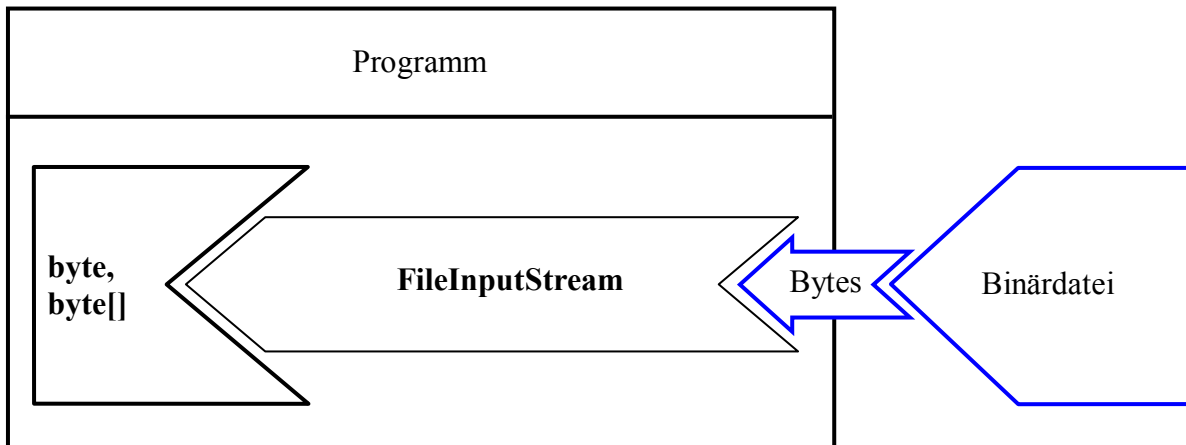 Programm
byte,
byte[]
FileInputStream
Bytes
Binärdatei